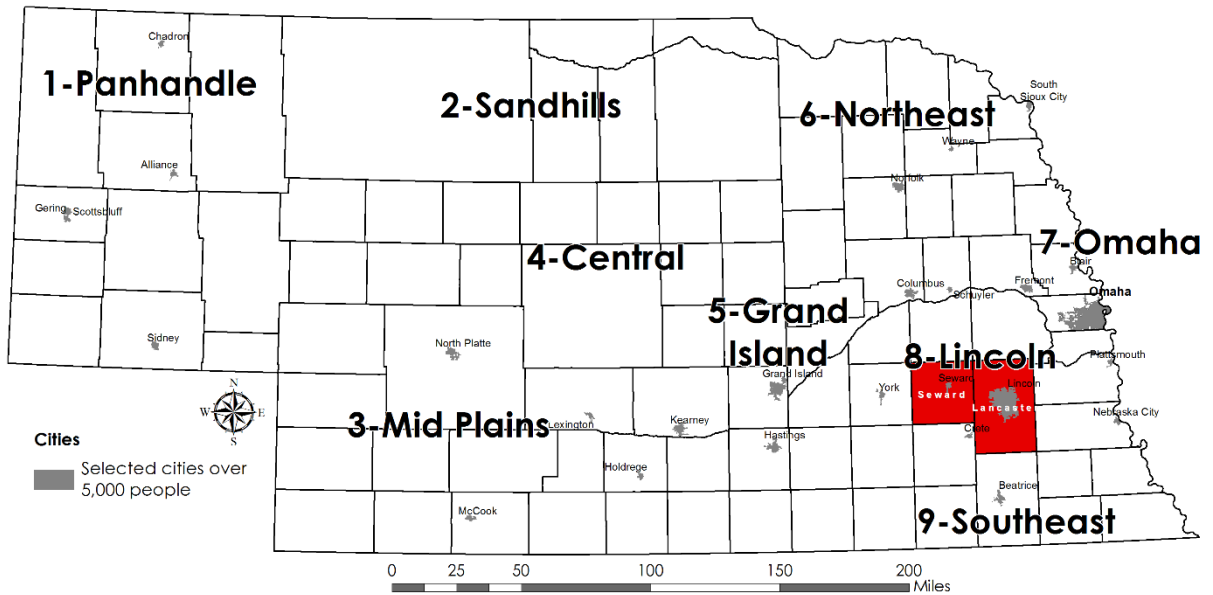 Chadron
1-Panhandle
2-Sandhills
6-Northeast
South
Sioux City
Alliance
Wayne
Norfolk
Gering
Scottsbluff
7-Omaha
Blair
4-Central
Columbus
Schuyler
Fremont
Omaha
5-Grand
Island
Sidney
North Platte
8-Lincoln
Plattsmouth
Grand Island
York
Seward
Seward
Lincoln
Lancaster
N
W
E
S
3-Mid Plains
Lexington
Kearney
Hastings
Crete
Nebraska City
Cities
Selected cities over
5,000 people
Holdrege
Beatrice
McCook
9-Southeast
0 25 50 100 150 200
Miles